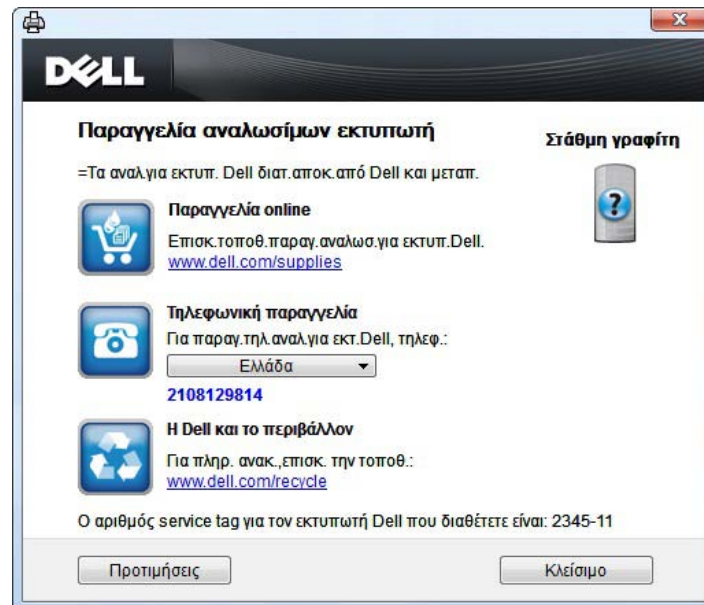 DELL
Παραγγελία αναλωσίμων εκτυπωτή
Στάθμη γραφίτη
=Τα αναλ.για εκτυπ. Dell διατ.αποκ.από Dell και μεταπ.
?
Παραγγελία online
Επισκ.τοποθ.παραγ.αναλωσ.για εκτυπ.Dell.
www.dell.com/supplies
Τηλεφωνική παραγγελία
Για παραγ.τηλ.αναλ.για εκτ.Dell, τηλεφ.:
Ελλάδα
2108129814
Η Dell και το περιβάλλον
Για πληρ. ανακ.,επισκ. την τοποθ.:
www.dell.com/recycle
Ο αριθμός service tag για τον εκτυπωτή Dell που διαθέτετε είναι: 2345-11
Προτιμήσεις
Κλείσιμο